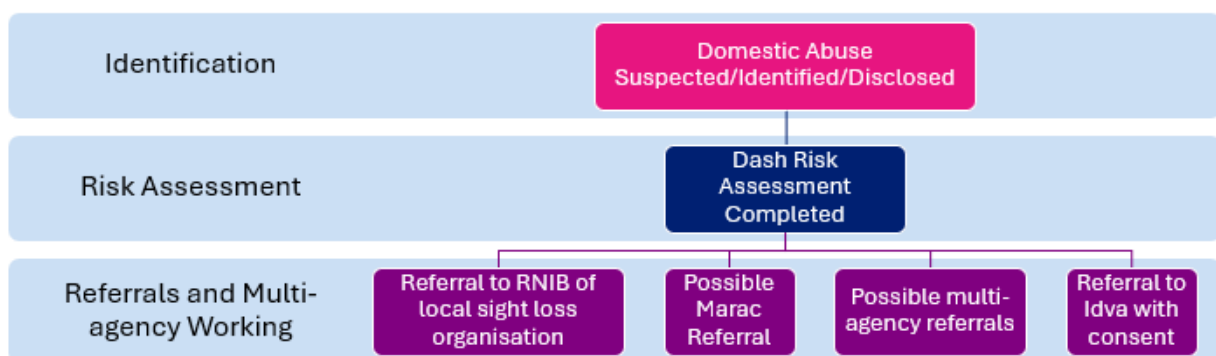 Identification
Domestic Abuse
Suspected/Identified/Disclosed
Risk Assessment
Dash Risk
Assessment
Completed
Referrals and Multi-
agency Working
Referral to RNIB of
local sight loss
organisation
Possible
Marac
Referral
Possible multi-
agency referrals
Referral to
Idva with
consent